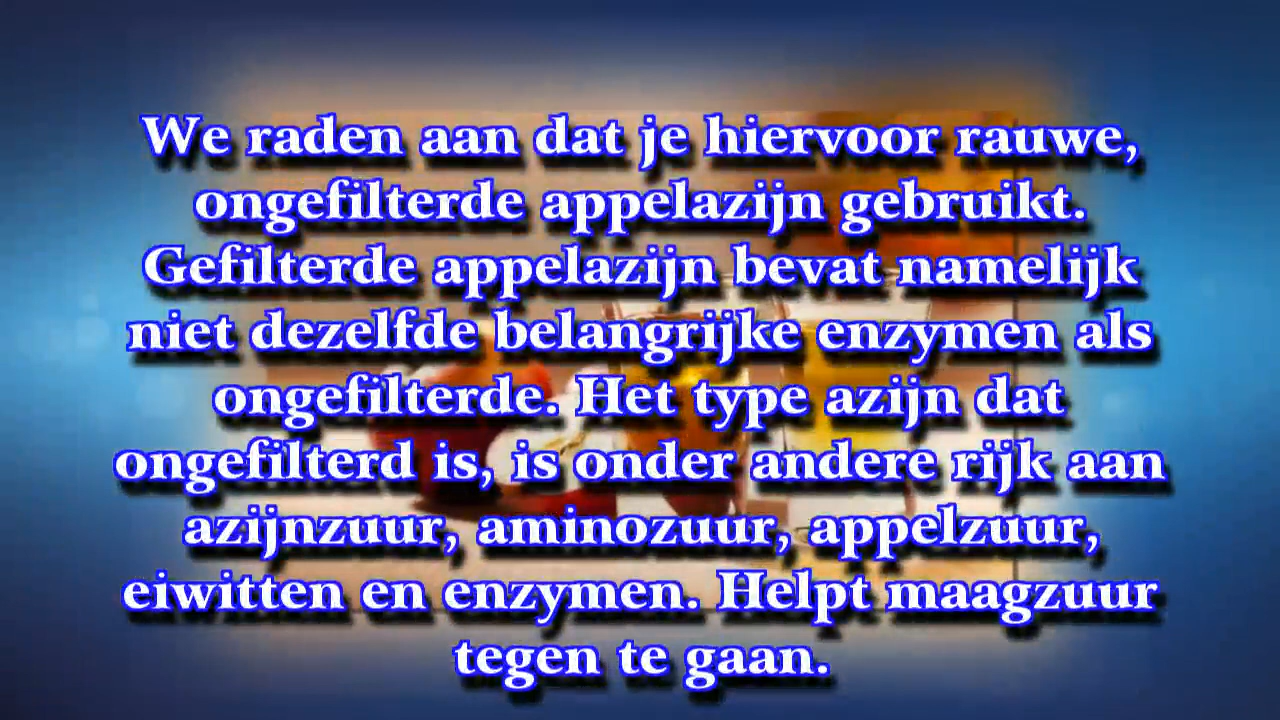 We raden aan dat je hiervoor rauwe,
ongefilterde appelazijn gebruikt.
Gefilterde appelazijn bevat namelijk
niet dezelfde belangrijke enzymen als
ongefilterde. Het type azijn dat
ongefilterd is, is onder andere rijk aan
azijnzuur, aminozuur, appelzuur,
eiwitten en enzymen. Helpt maagzuur
tegen te gaan.